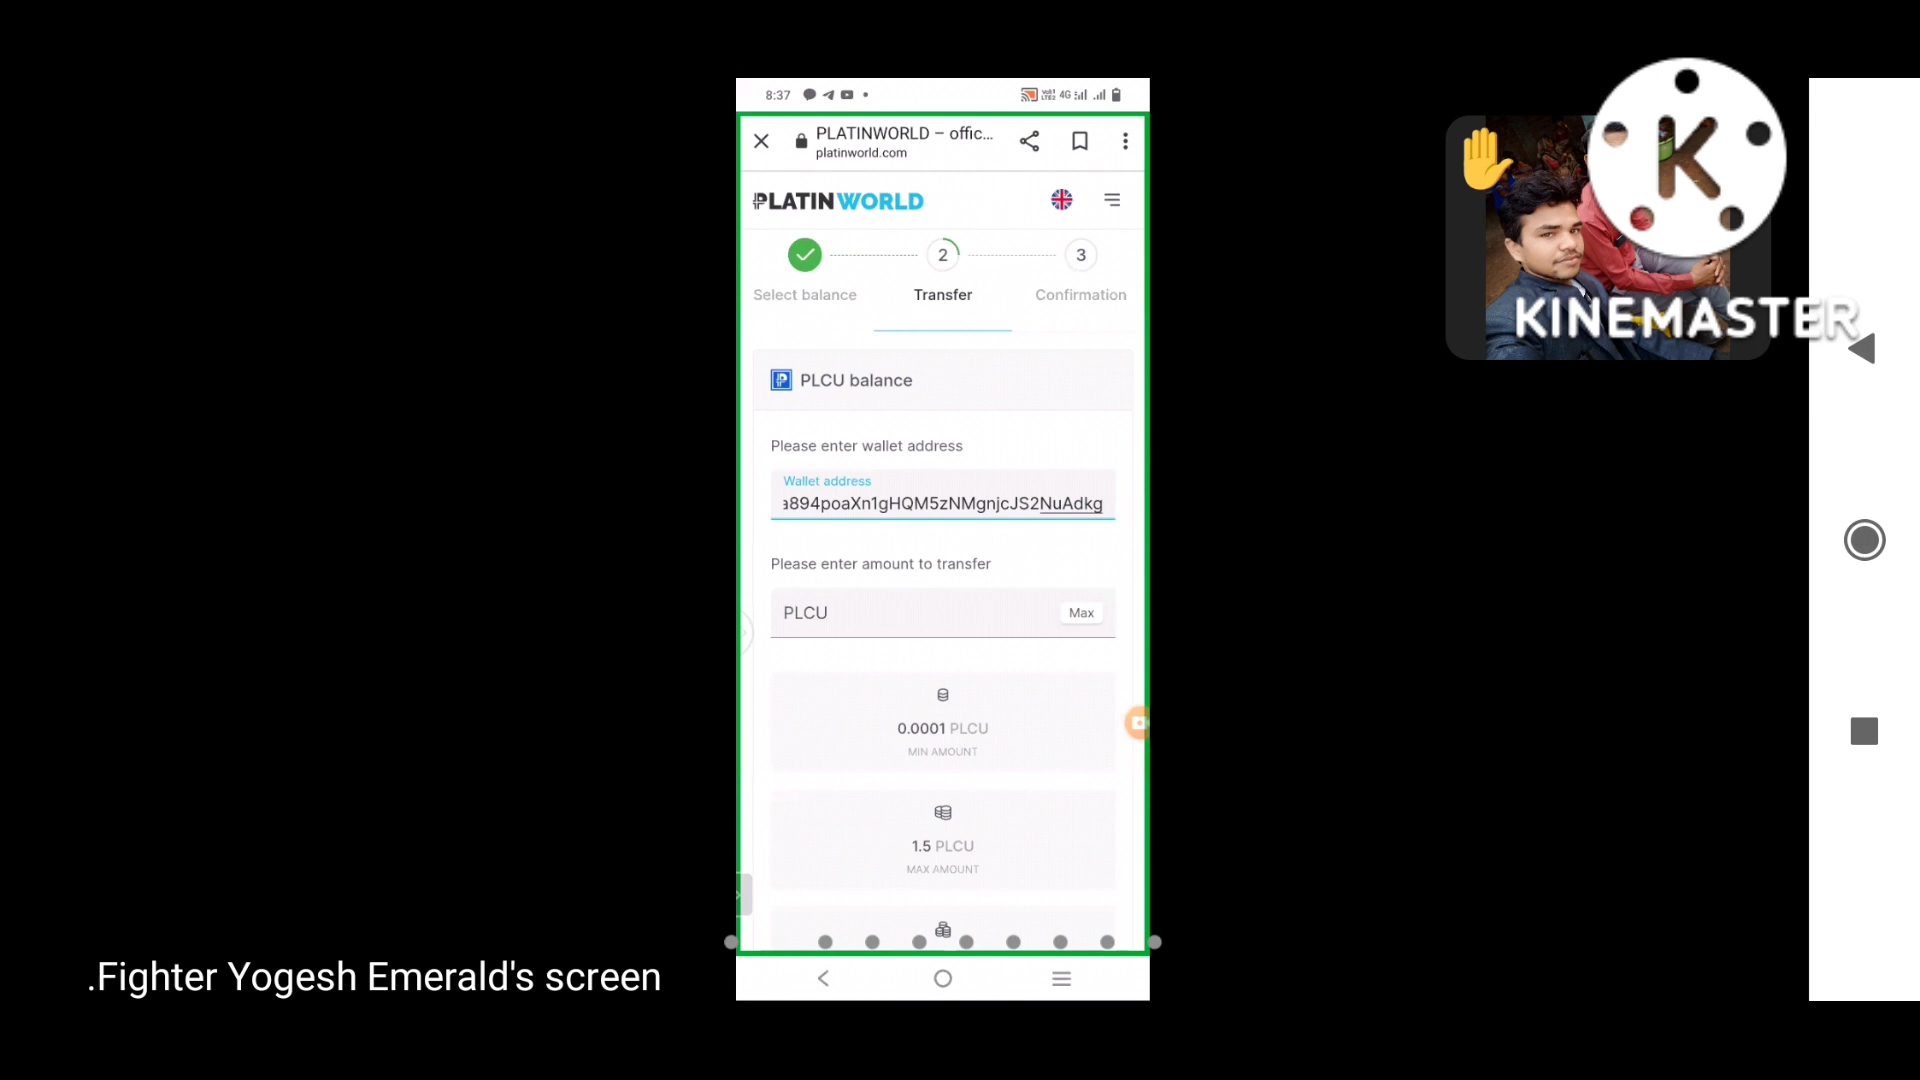 8:37
4G
PLATINWORLD – offic...
platinworld.com
PLATINWORLD
2
3
Select balance
Transfer
Confirmation
PLCU balance
Please enter wallet address
Wallet address
a894poaXn1gHQM5zNMgnjcJS2NuAdkg
Please enter amount to transfer
PLCU
Max
0.0001 PLCU
MIN AMOUNT
1.5 PLCU
MAX AMOUNT
K
KINEMASTER
.Fighter Yogesh Emerald's screen